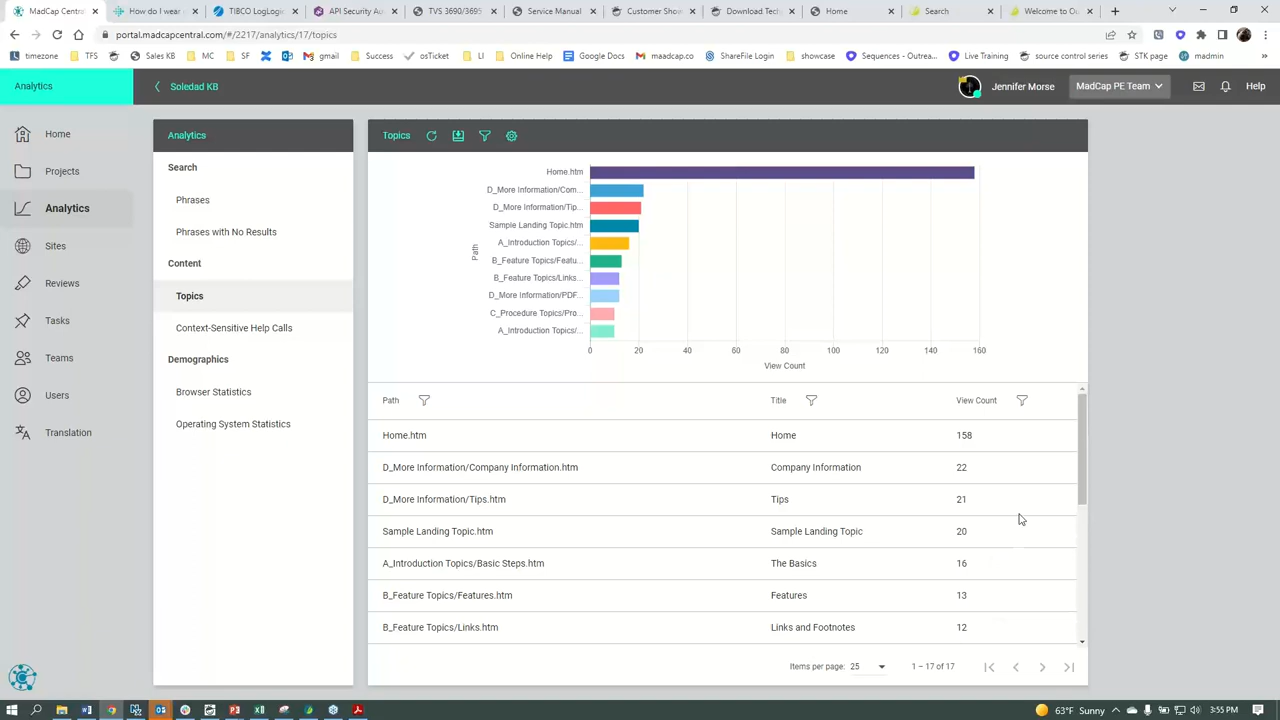 MadCap Central
How do I wear
TIBCO LogLogic
API Security Au
TVS 3690/3695
Service Manual
Customer Show
Download Tech
Home
Search
Welcome to Ou
portal.madcapcentral.com/#/2217/analytics/17/topics
timezone
TFS
Sales KB
MC
SF
gmail
Success
osTicket
LI
Online Help
Google Docs
maadcap.co
ShareFile Login
showcase
Sequences - Outrea...
Live Training
source control series
STK page
madmin
Analytics
Soledad KB
Jennifer Morse
MadCap PE Team
Help
Home
Projects
Analytics
Sites
Reviews
Tasks
Teams
Users
Translation
Analytics
Search
Phrases
Phrases with No Results
Content
Topics
Context-Sensitive Help Calls
Demographics
Browser Statistics
Operating System Statistics
Topics
Path
Home.htm
D_More Information/Com...
D_More Information/Tip...
Sample Landing Topic.htm
A_Introduction Topics/...
B_Feature Topics/Featu...
B_Feature Topics/Links...
D_More Information/PDF...
C_Procedure Topics/Pro...
A_Introduction Topics/...
0 20 40 60 80 100 120 140 160
View Count
Path Title View Count
Home.htm Home 158
D_More Information/Company Information.htm Company Information 22
D_More Information/Tips.htm Tips 21
Sample Landing Topic.htm Sample Landing Topic 20
A_Introduction Topics/Basic Steps.htm The Basics 16
B_Feature Topics/Features.htm Features 13
B_Feature Topics/Links.htm Links and Footnotes 12
Items per page: 25 1 – 17 of 17
63°F Sunny 3:55 PM